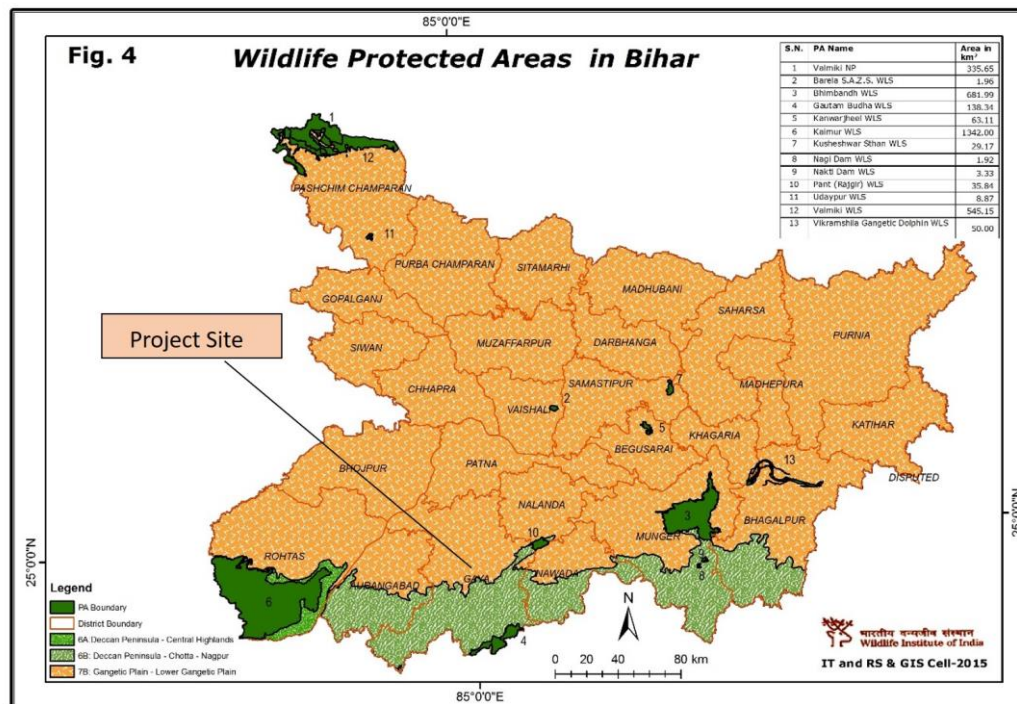 85°0'0"E
Fig. 4
Wildlife Protected Areas in Bihar
S.N. PA Name Area in km²
1 Valmiki NP 335.65
2 Barela S.A.Z.S. WLS 1.96
3 Bhimbandh WLS 681.99
4 Gautam Budha WLS 138.34
5 Kanwarjheel WLS 63.11
6 Kaimur WLS 1342.00
7 Kusheshwar Sthan WLS 29.17
8 Nagi Dam WLS 1.92
9 Nakti Dam WLS 3.33
10 Pant (Rajgir) WLS 35.84
11 Udaypur WLS 8.87
12 Valmiki WLS 545.15
13 Vikramshila Gangetic Dolphin WLS 50.00
1
12
PASHCHIM CHAMPARAN
11
PURBA CHAMPARAN
SITAMARHI
MADHUBANI
GOPALGANJ
SAHARSA
PURNIA
Project Site
SIWAN
MUZAFFARPUR
DARBHANGA
CHHAPRA
SAMASTIPUR
7
MADHEPURA
VAISHALI
2
5
KHAGARIA
KATIHAR
BEGUSARAI
BHOJPUR
PATNA
13
DISPUTED
NALANDA
3
BHAGALPUR
MUNGER
10
ROHTAS
AURANGABAD
GAYA
NAWADA
9
8
6
4
25°0'0"N
25°0'0"N
Legend
PA Boundary
District Boundary
6A:Deccan Peninsula - Central Highlands
6B: Deccan Peninsula - Chotta - Nagpur
7B: Gangetic Plain - Lower Gangetic Plain
N
0 20 40 80 km
भारतीय वन्यजीव संस्थान
Wildlife Institute of India
IT and RS & GIS Cell-2015
85°0'0"E